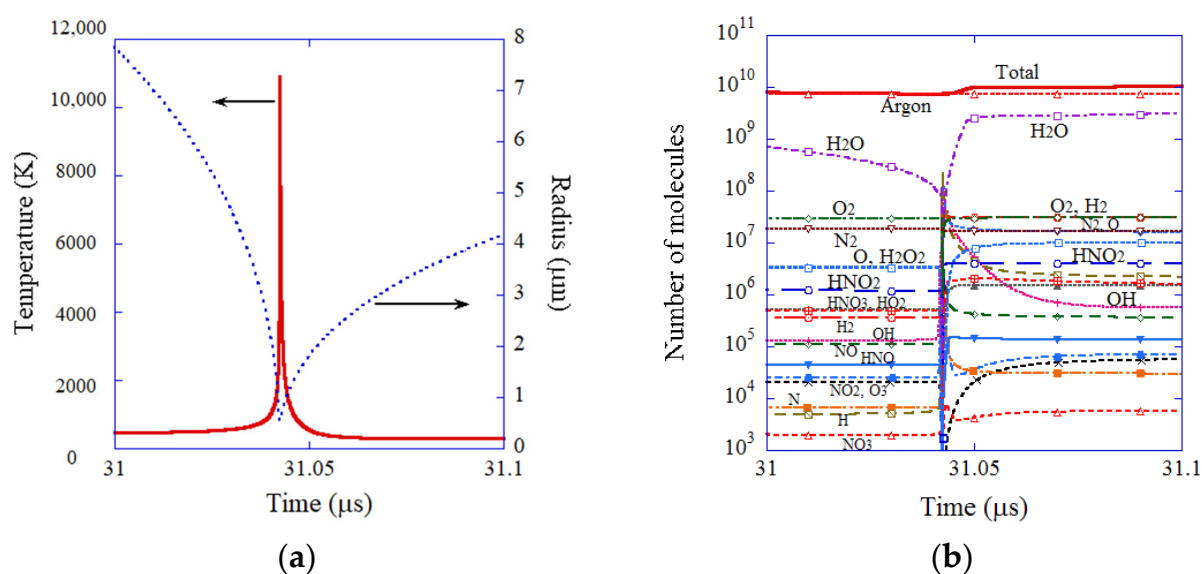 12,000
10,000
8000
6000
4000
2000
0
Temperature (K)
8
7
6
5
4
3
2
1
0
Radius (μm)
31
31.05
31.1
Time (μs)
(a)
10¹¹
10¹⁰
10⁹
10⁸
10⁷
10⁶
10⁵
10⁴
10³
Number of molecules
Total
Argon
H2O
H2O
O2
O2, H2
N2
N2, O
O, H2O2
HNO2
HNO2
HNO3, HO2
OH
H2
OH
NO
HNO
NO2, O3
N
H
NO3
31
31.05
31.1
Time (μs)
(b)